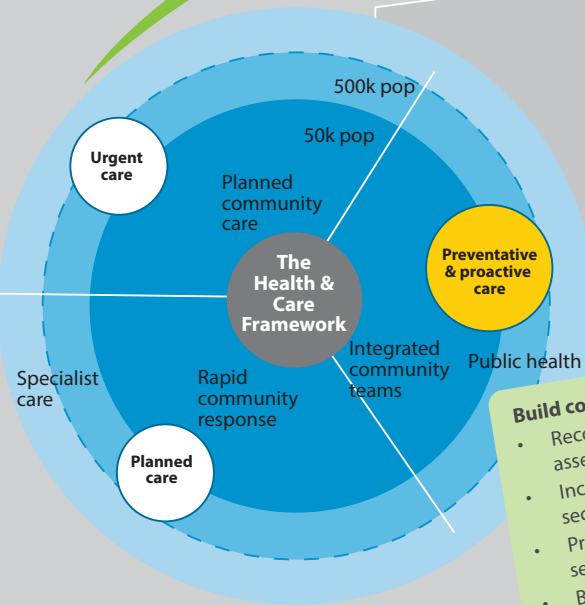 500k pop
50k pop
Urgent
care
Planned
community
care
The
Health &
Care
Framework
Preventative
& proactive
care
Integrated
community
teams
Public health
Specialist
care
Rapid
community
response
Planned
care
Build